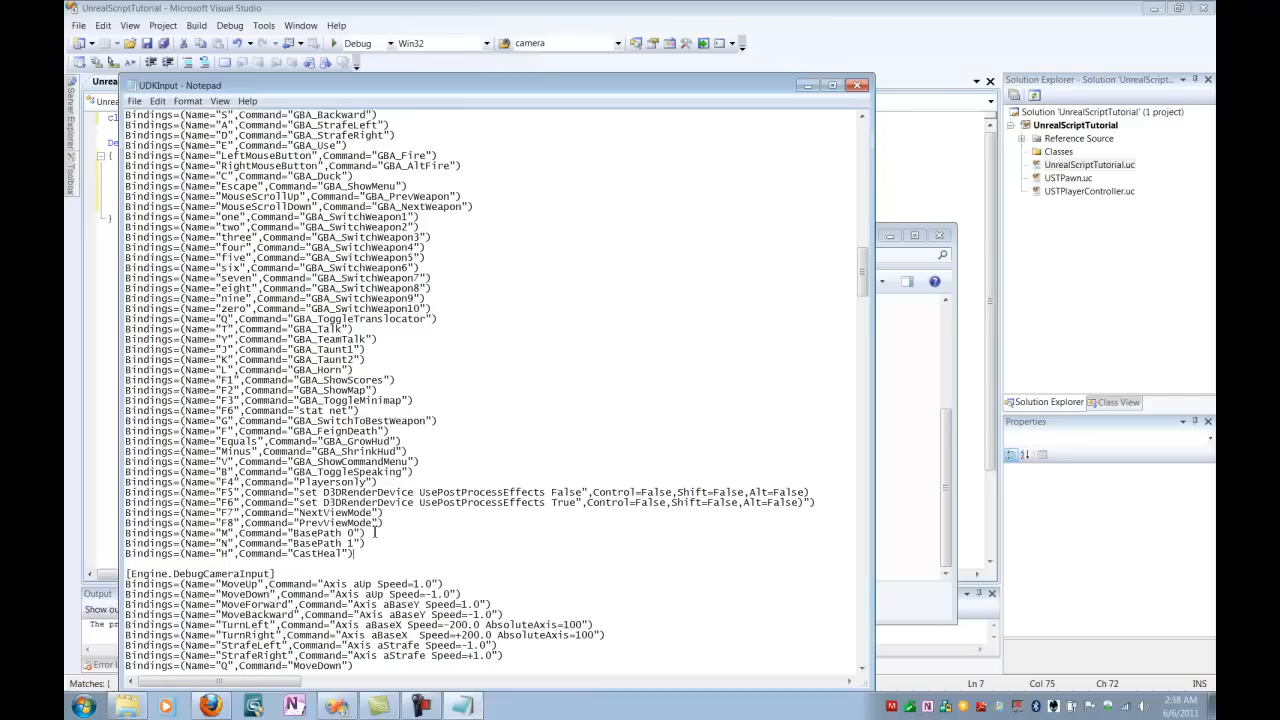 UnrealScriptTutorial - Microsoft Visual Studio
File Edit View Project Build Debug Tools Window Help
Debug Win32 camera
Server Explorer
Toolbox
UDKInput - Notepad
File Edit Format View Help
Bindings=(Name="S",Command="GBA_Backward")
Bindings=(Name="A",Command="GBA_StrafeLeft")
Bindings=(Name="D",Command="GBA_StrafeRight")
Bindings=(Name="E",Command="GBA_Use")
Bindings=(Name="LeftMouseButton",Command="GBA_Fire")
Bindings=(Name="RightMouseButton",Command="GBA_AltFire")
Bindings=(Name="C",Command="GBA_Duck")
Bindings=(Name="Escape",Command="GBA_ShowMenu")
Bindings=(Name="MouseScrollUp",Command="GBA_PrevWeapon")
Bindings=(Name="MouseScrollDown",Command="GBA_NextWeapon")
Bindings=(Name="one",Command="GBA_SwitchWeapon1")
Bindings=(Name="two",Command="GBA_SwitchWeapon2")
Bindings=(Name="three",Command="GBA_SwitchWeapon3")
Bindings=(Name="four",Command="GBA_SwitchWeapon4")
Bindings=(Name="five",Command="GBA_SwitchWeapon5")
Bindings=(Name="six",Command="GBA_SwitchWeapon6")
Bindings=(Name="seven",Command="GBA_SwitchWeapon7")
Bindings=(Name="eight",Command="GBA_SwitchWeapon8")
Bindings=(Name="nine",Command="GBA_SwitchWeapon9")
Bindings=(Name="zero",Command="GBA_SwitchWeapon10")
Bindings=(Name="Q",Command="GBA_ToggleTranslocator")
Bindings=(Name="T",Command="GBA_Talk")
Bindings=(Name="Y",Command="GBA_TeamTalk")
Bindings=(Name="J",Command="GBA_Taunt1")
Bindings=(Name="K",Command="GBA_Taunt2")
Bindings=(Name="L",Command="GBA_Horn")
Bindings=(Name="F1",Command="GBA_ShowScores")
Bindings=(Name="F2",Command="GBA_ShowMap")
Bindings=(Name="F3",Command="GBA_ToggleMinimap")
Bindings=(Name="F6",Command="stat net")
Bindings=(Name="G",Command="GBA_SwitchToBestWeapon")
Bindings=(Name="F",Command="GBA_FeignDeath")
Bindings=(Name="Equals",Command="GBA_GrowHud")
Bindings=(Name="Minus",Command="GBA_ShrinkHud")
Bindings=(Name="V",Command="GBA_ShowCommandMenu")
Bindings=(Name="B",Command="GBA_ToggleSpeaking")
Bindings=(Name="F4",Command="Playersonly")
Bindings=(Name="F5",Command="set D3DRenderDevice UsePostProcessEffects False",Control=False,Shift=False,Alt=False)
Bindings=(Name="F6",Command="set D3DRenderDevice UsePostProcessEffects True",Control=False,Shift=False,Alt=False)")
Bindings=(Name="F7",Command="NextViewMode")
Bindings=(Name="F8",Command="PrevViewMode")
Bindings=(Name="M",Command="BasePath 0")
Bindings=(Name="N",Command="BasePath 1")
Bindings=(Name="H",Command="CastHeal")
[Engine.DebugCameraInput]
Bindings=(Name="MoveUp",Command="Axis aUp Speed=1.0")
Bindings=(Name="MoveDown",Command="Axis aUp Speed=-1.0")
Bindings=(Name="MoveForward",Command="Axis aBaseY Speed=1.0")
Bindings=(Name="MoveBackward",Command="Axis aBaseY Speed=-1.0")
Bindings=(Name="TurnLeft",Command="Axis aBaseX Speed=-200.0 AbsoluteAxis=100")
Bindings=(Name="TurnRight",Command="Axis aBaseX  Speed=+200.0 AbsoluteAxis=100")
Bindings=(Name="StrafeLeft",Command="Axis aStrafe Speed=-1.0")
Bindings=(Name="StrafeRight",Command="Axis aStrafe Speed=+1.0")
Bindings=(Name="Q",Command="MoveDown")
Unrea
Unrea
cl
De
{
}
Output
Show ou
The pr
Error L
Matches: {
Solution Explorer - Solution 'UnrealScript...
Solution 'UnrealScriptTutorial' (1 project)
UnrealScriptTutorial
Reference Source
Classes
UnrealScriptTutorial.uc
USTPawn.uc
USTPlayerController.uc
Solution Explorer Class View
Properties
Ln 7 Col 75 Ch 72 INS
2:38 AM
6/6/2011